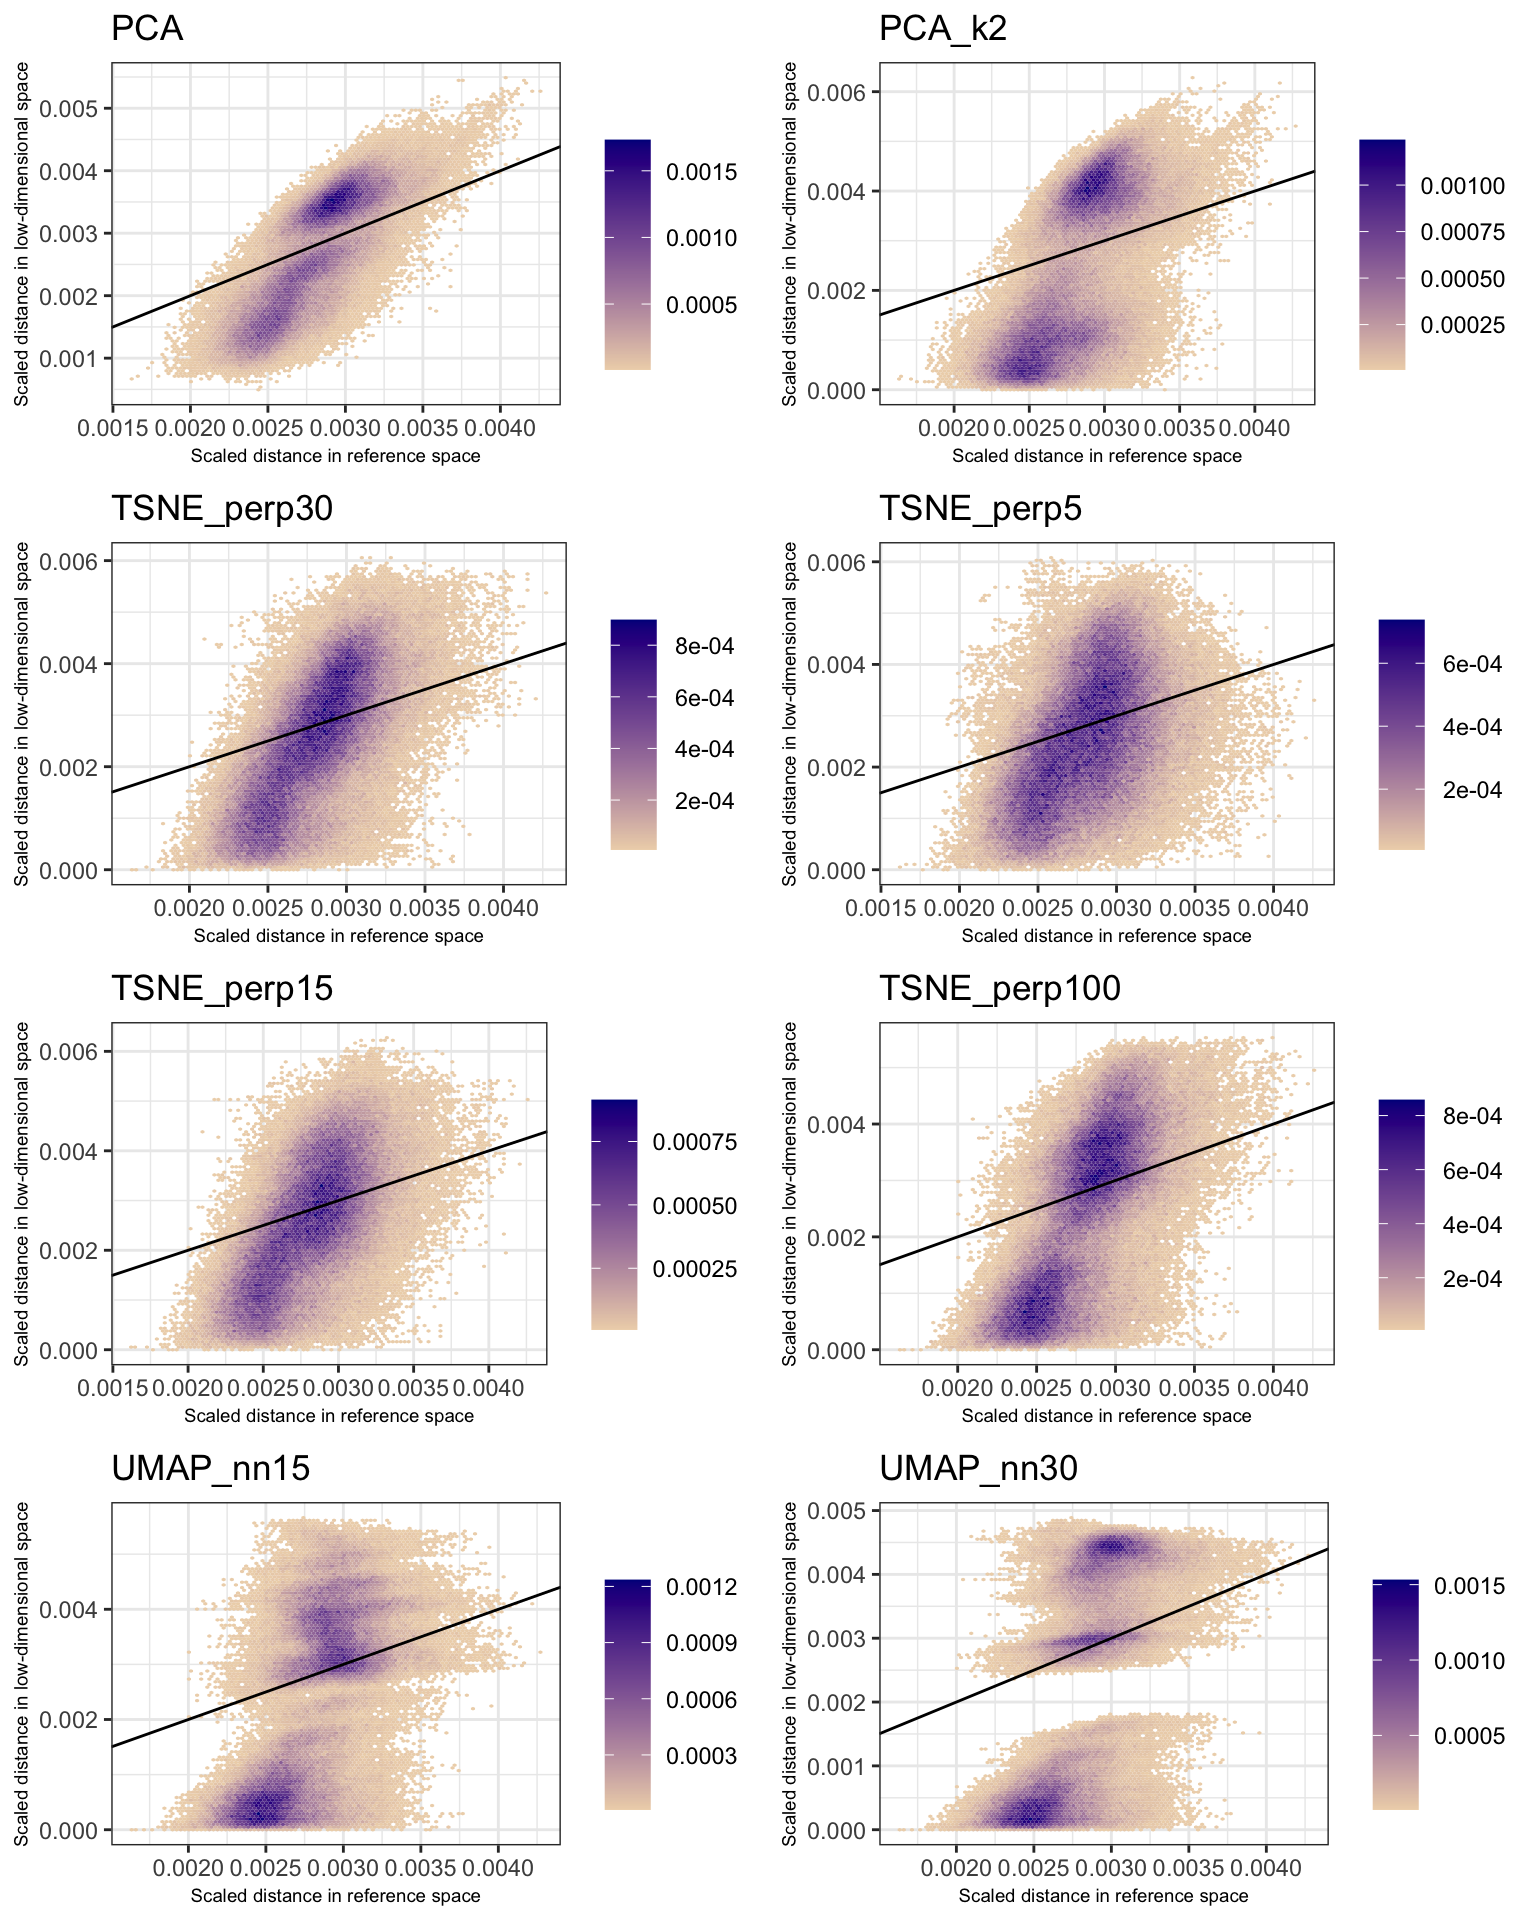 PCA
Scaled distance in low-dimensional space
0.005
0.004
0.003
0.002
0.001
0.0015 0.0020 0.0025 0.0030 0.0035 0.0040
Scaled distance in reference space
0.0015
0.0010
0.0005
PCA_k2
Scaled distance in low-dimensional space
0.006
0.004
0.002
0.000
0.0020 0.0025 0.0030 0.0035 0.0040
Scaled distance in reference space
0.00100
0.00075
0.00050
0.00025
TSNE_perp30
Scaled distance in low-dimensional space
0.006
0.004
0.002
0.000
0.0020 0.0025 0.0030 0.0035 0.0040
Scaled distance in reference space
8e-04
6e-04
4e-04
2e-04
TSNE_perp5
Scaled distance in low-dimensional space
0.006
0.004
0.002
0.000
0.0015 0.0020 0.0025 0.0030 0.0035 0.0040
Scaled distance in reference space
6e-04
4e-04
2e-04
TSNE_perp15
Scaled distance in low-dimensional space
0.006
0.004
0.002
0.000
0.0015 0.0020 0.0025 0.0030 0.0035 0.0040
Scaled distance in reference space
0.00075
0.00050
0.00025
TSNE_perp100
Scaled distance in low-dimensional space
0.004
0.002
0.000
0.0020 0.0025 0.0030 0.0035 0.0040
Scaled distance in reference space
8e-04
6e-04
4e-04
2e-04
UMAP_nn15
Scaled distance in low-dimensional space
0.004
0.002
0.000
0.0020 0.0025 0.0030 0.0035 0.0040
Scaled distance in reference space
0.0012
0.0009
0.0006
0.0003
UMAP_nn30
Scaled distance in low-dimensional space
0.005
0.004
0.003
0.002
0.001
0.000
0.0020 0.0025 0.0030 0.0035 0.0040
Scaled distance in reference space
0.0015
0.0010
0.0005